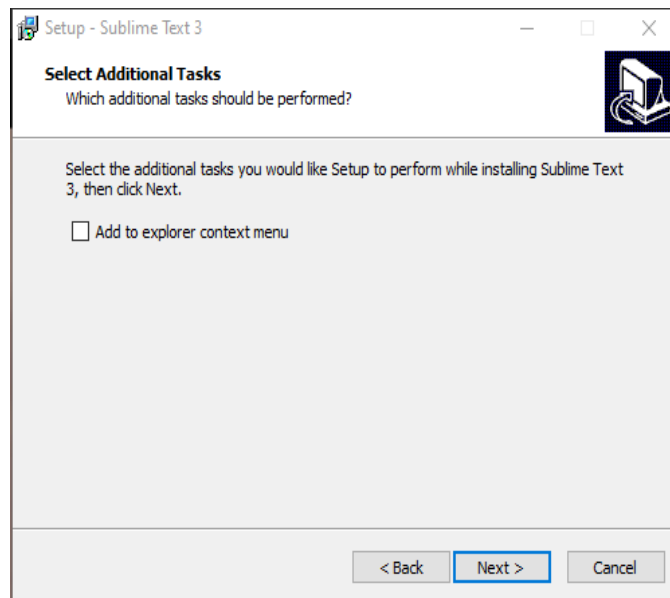 Setup - Sublime Text 3
Select Additional Tasks
Which additional tasks should be performed?
Select the additional tasks you would like Setup to perform while installing Sublime Text
3, then click Next.
Add to explorer context menu
< Back
Next >
Cancel